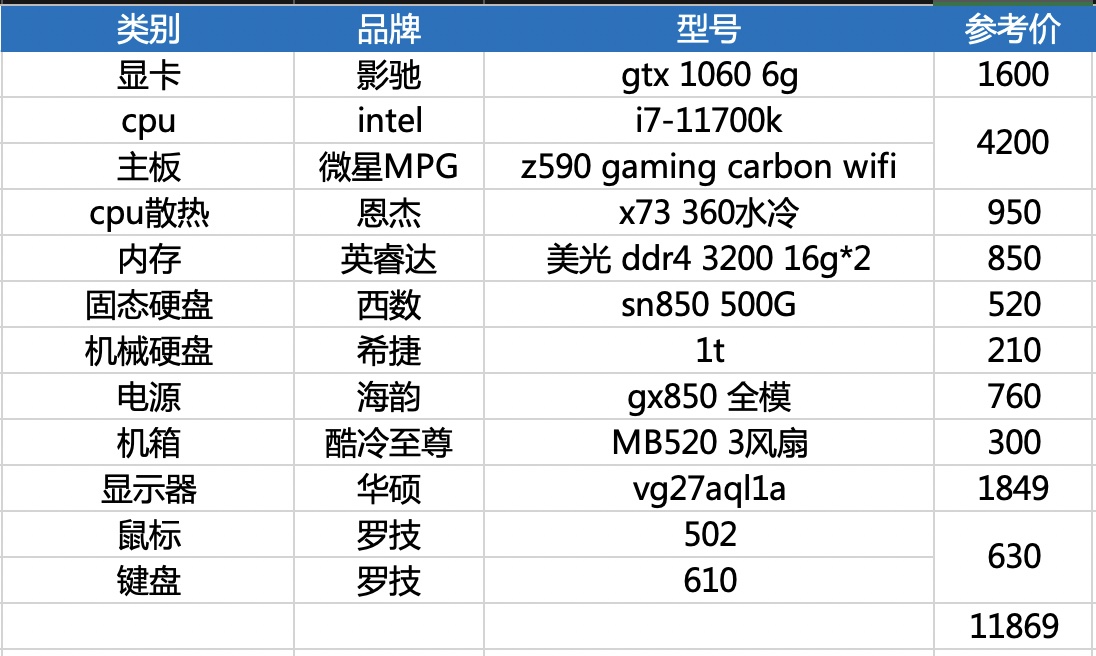 类别 品牌 型号 参考价
显卡 影驰 gtx 1060 6g 1600
cpu intel i7-11700k 4200
主板 微星MPG z590 gaming carbon wifi
cpu散热 恩杰 x73 360水冷 950
内存 英睿达 美光 ddr4 3200 16g*2 850
固态硬盘 西数 sn850 500G 520
机械硬盘 希捷 1t 210
电源 海韵 gx850 全模 760
机箱 酷冷至尊 MB520 3风扇 300
显示器 华硕 vg27aql1a 1849
鼠标 罗技 502 630
键盘 罗技 610
11869